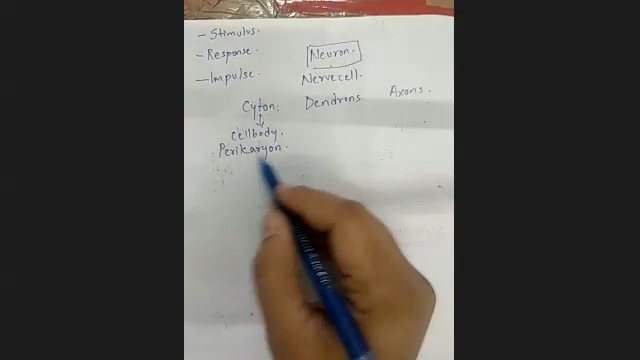 - Stimulus.
- Response.
- Impulse.
Neuron.
Nervecell.
Cyton. Dendrons. Axons.
cellbody.
Perikaryon.